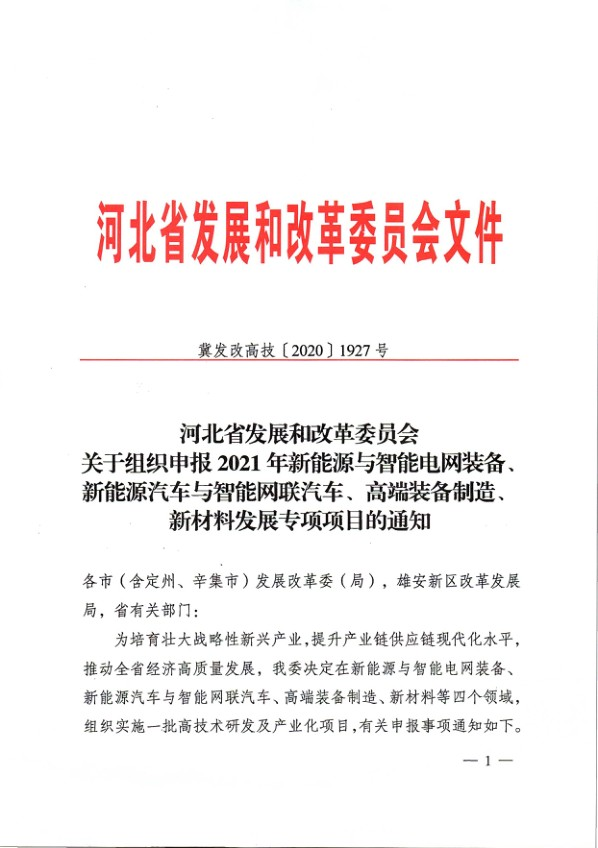 河北省发展和改革委员会文件
冀发改高技〔2020〕1927号
河北省发展和改革委员会
关于组织申报2021年新能源与智能电网装备、
新能源汽车与智能网联汽车、高端装备制造、
新材料发展专项项目的通知
各市（含定州、辛集市）发展改革委（局），雄安新区改革发展
局，省有关部门：
为培育壮大战略性新兴产业，提升产业链供应链现代化水平，
推动全省经济高质量发展，我委决定在新能源与智能电网装备、
新能源汽车与智能网联汽车、高端装备制造、新材料等四个领域，
组织实施一批高技术研发及产业化项目，有关申报事项通知如下。
— 1 —